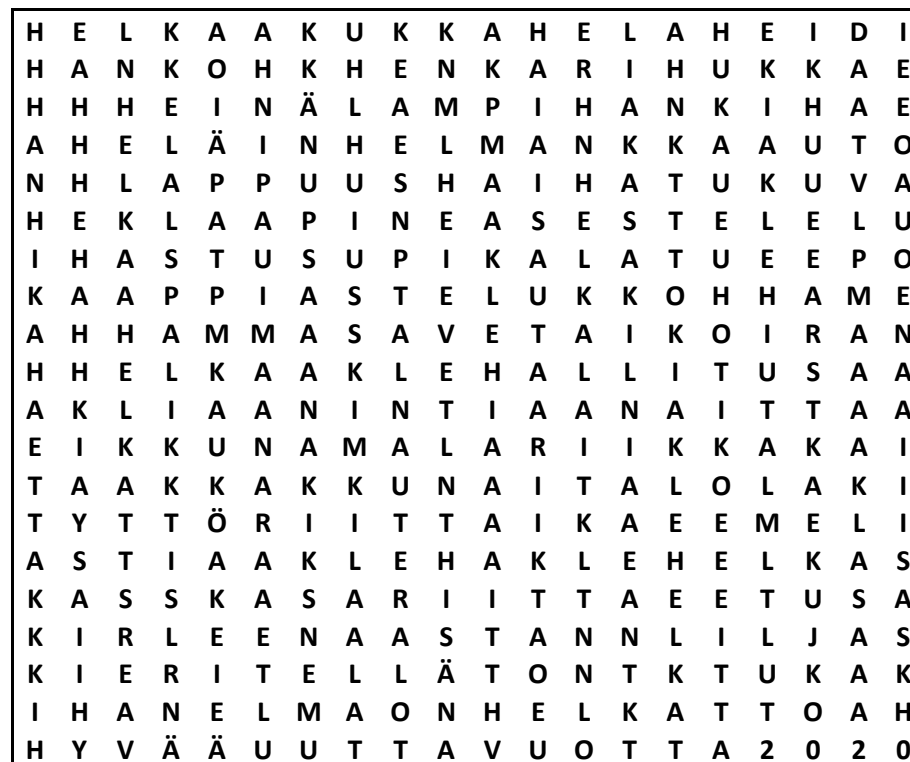 H E L K A A K U K K A H E L A H E I D I
H A N K O H K H E N K A R I H U K K A E
H H H E I N Ä L A M P I H A N K I H A E
A H E L Ä I N H E L M A N K K A A U T O
N H L A P P U U S H A I H A T U K U V A
H E K L A A P I N E A S E S T E L E L U
I H A S T U S U P I K A L A T U E E P O
K A A P P I A S T E L U K K O H H A M E
A H H A M M A S A V E T A I K O I R A N
H H E L K A A K L E H A L L I T U S A A
A K L I A A N I N T I A A N A I T T A A
E I K K U N A M A L A R I I K K A K A I
T A A K K A K K U N A I T A L O L A K I
T Y T T Ö R I I T T A I K A E E M E L I
A S T I A A K L E H A K L E H E L K A S
K A S S K A S A R I I T T A E E T U S A
K I R L E E N A A S T A N N L I L J A S
K I E R I T E L L Ä T O N T K T U K A K
I H A N E L M A O N H E L K A T T O A H
H Y V Ä Ä U U T T A V U O T T A 2 0 2 0